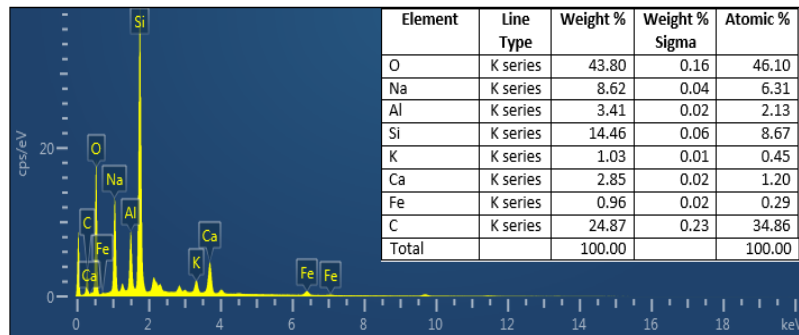 Si
O
Na
Al
C
Fe
Ca
K
Ca
Fe
Fe
cps/eV
20
0
0 2 4 6 8 10 12 14 16 18 keV
Element Line Type Weight % Weight % Sigma Atomic %
O K series 43.80 0.16 46.10
Na K series 8.62 0.04 6.31
Al K series 3.41 0.02 2.13
Si K series 14.46 0.06 8.67
K K series 1.03 0.01 0.45
Ca K series 2.85 0.02 1.20
Fe K series 0.96 0.02 0.29
C K series 24.87 0.23 34.86
Total 100.00 100.00